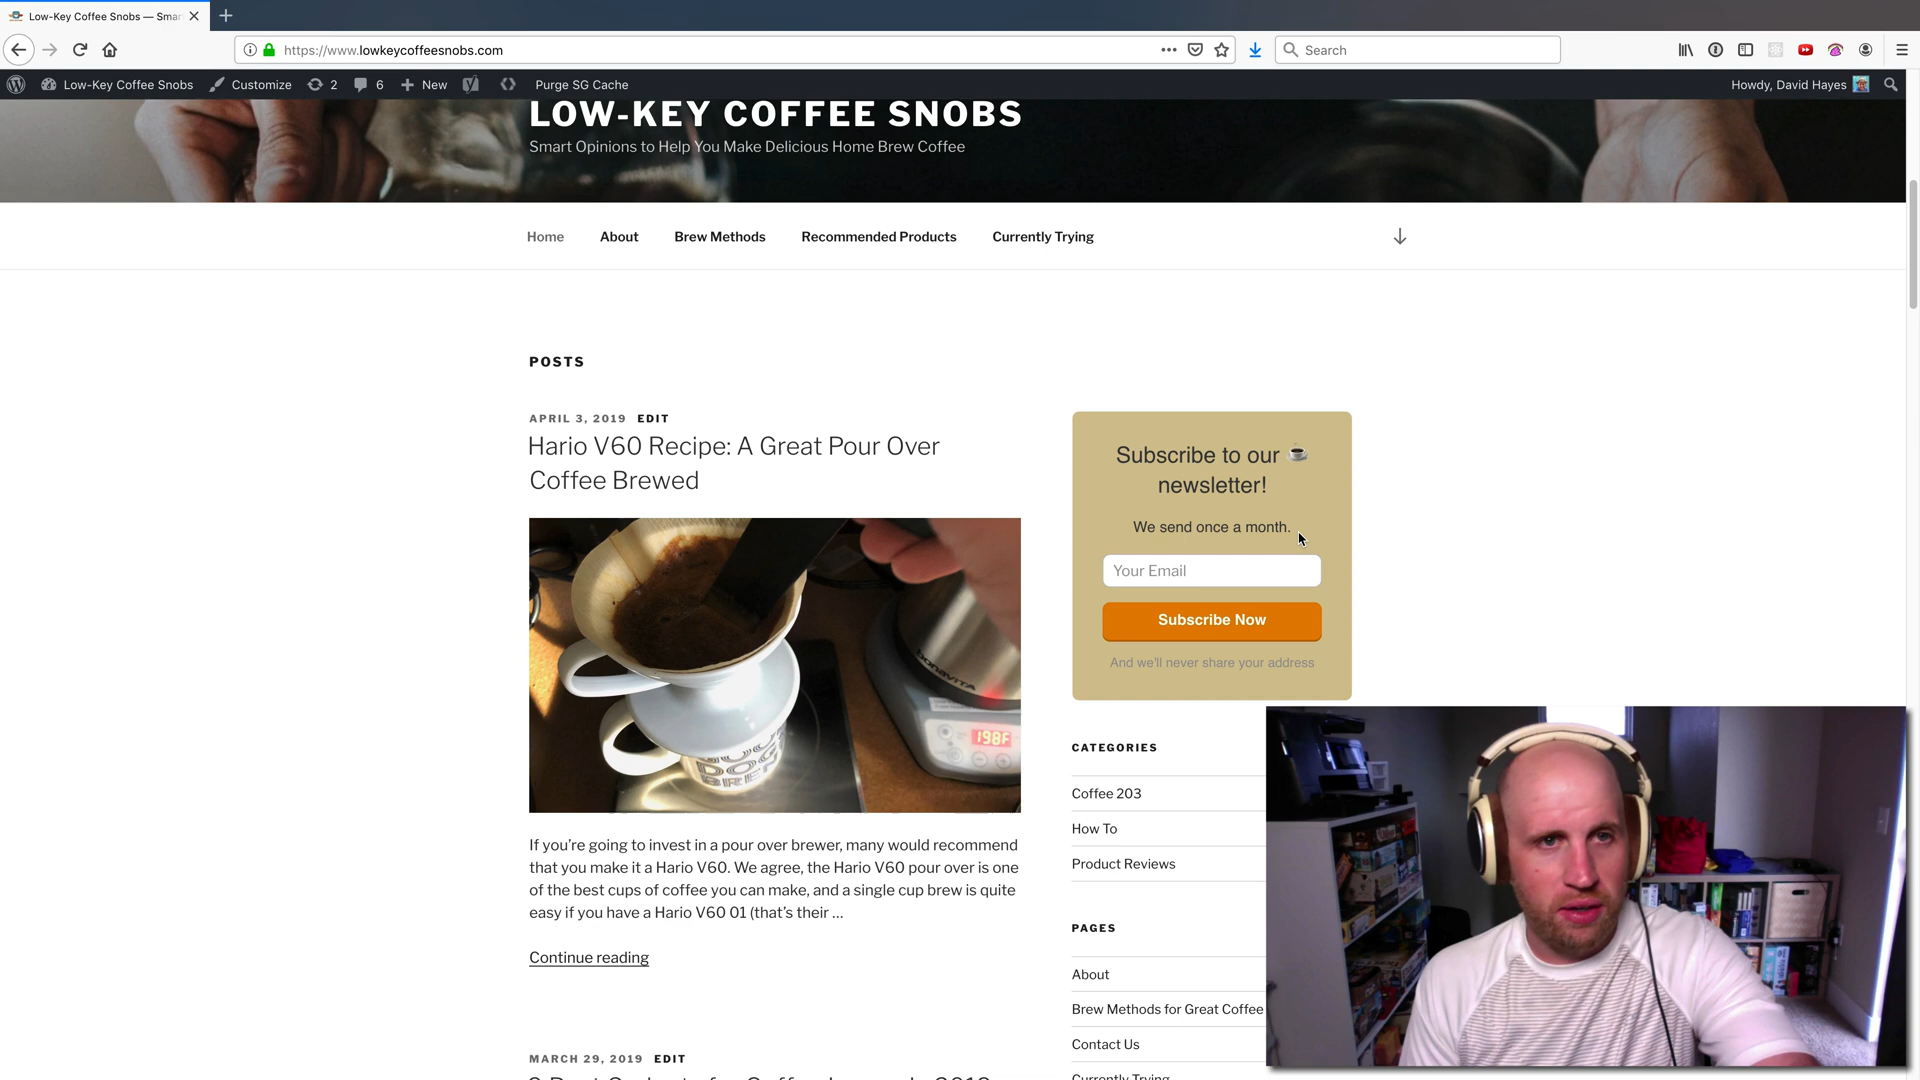 Low-Key Coffee Snobs — Smar
https://www.lowkeycoffeesnobs.com
Search
Low-Key Coffee Snobs
Customize
2
6
New
Purge SG Cache
Howdy, David Hayes
LOW-KEY COFFEE SNOBS
Smart Opinions to Help You Make Delicious Home Brew Coffee
Home
About
Brew Methods
Recommended Products
Currently Trying
POSTS
APRIL 3, 2019 EDIT
Hario V60 Recipe: A Great Pour Over
Coffee Brewed
bonavita
198F
DOG
BREW
If you’re going to invest in a pour over brewer, many would recommend
that you make it a Hario V60. We agree, the Hario V60 pour over is one
of the best cups of coffee you can make, and a single cup brew is quite
easy if you have a Hario V60 01 (that’s their …
Continue reading
MARCH 29, 2019 EDIT
Subscribe to our
newsletter!
We send once a month.
Your Email
Subscribe Now
And we'll never share your address
CATEGORIES
Coffee 203
How To
Product Reviews
PAGES
About
Brew Methods for Great Coffee
Contact Us
Currently Trying